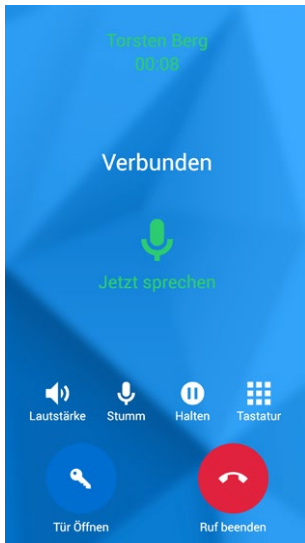 Torsten Berg
00:08
Verbunden
Jetzt sprechen
Lautstärke Stumm Halten Tastatur
Tür Öffnen Ruf beenden